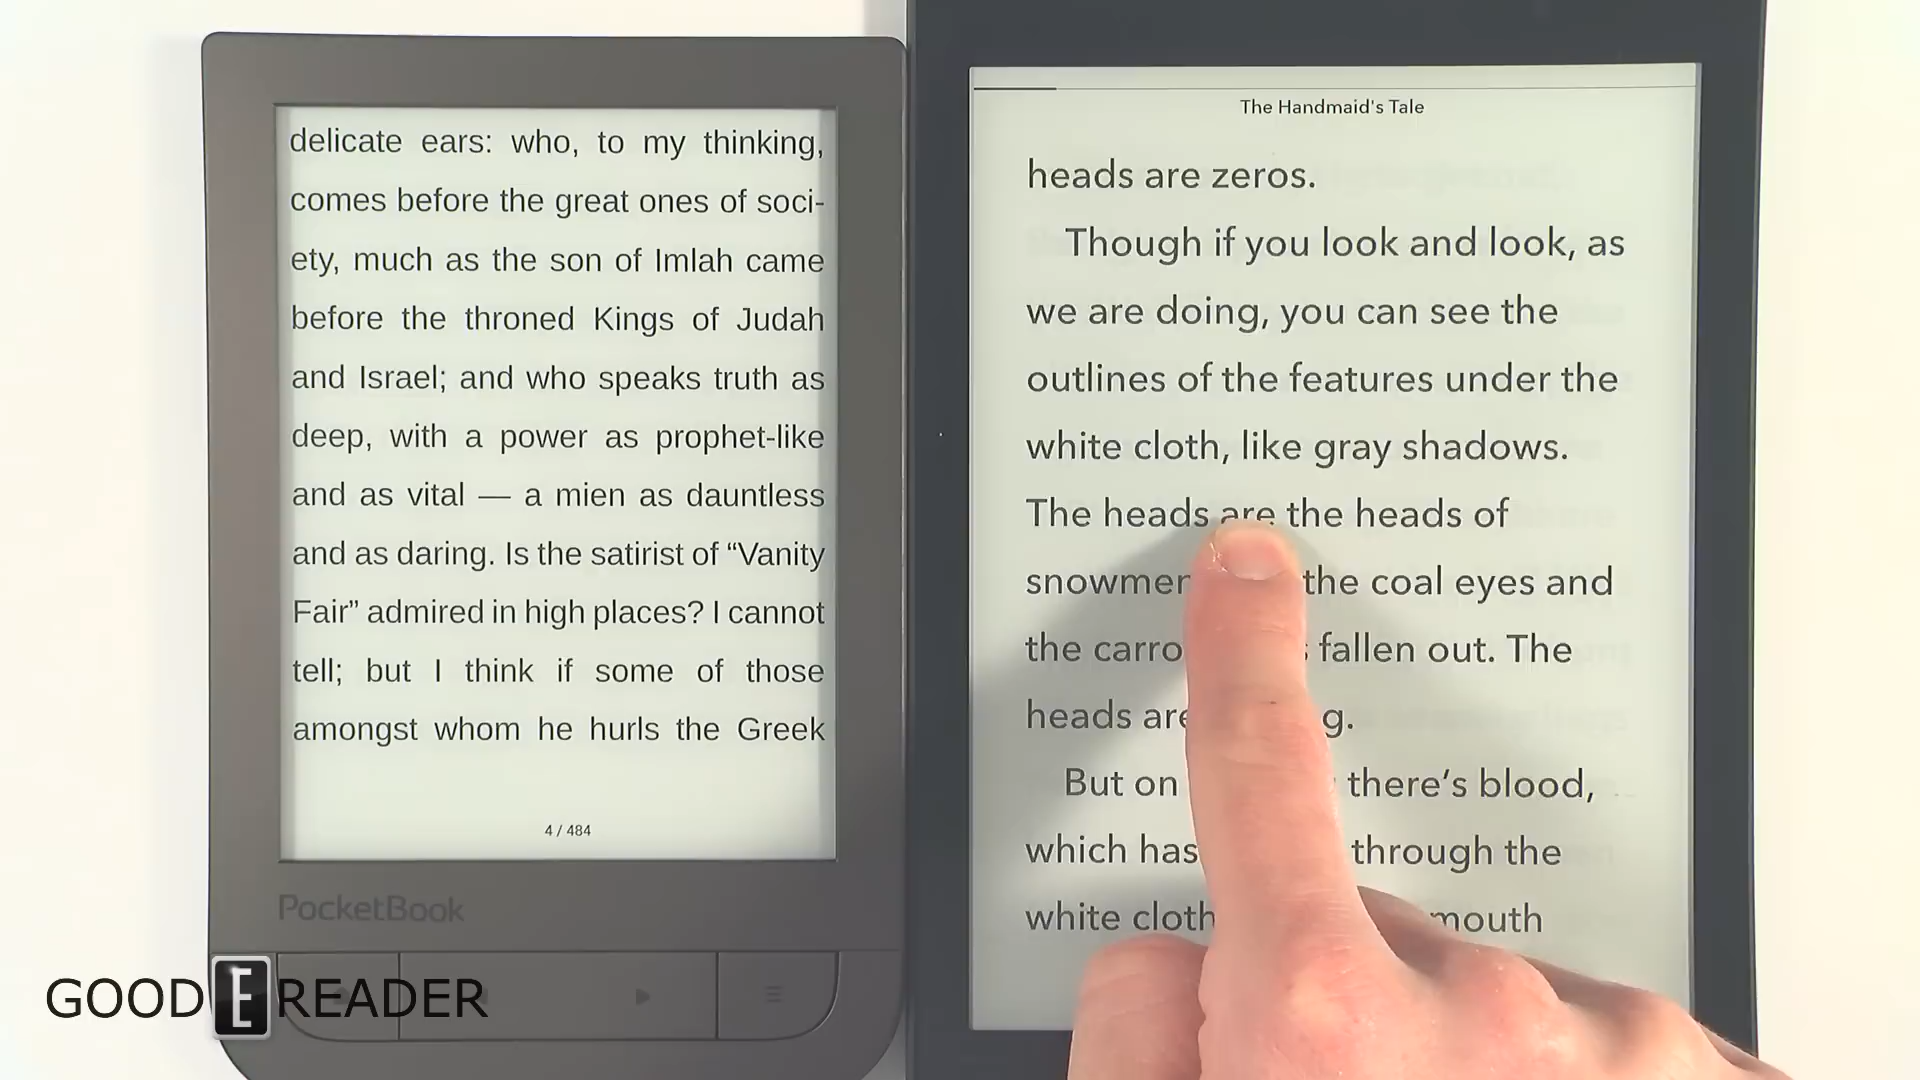 delicate ears: who, to my thinking,
comes before the great ones of soci-
ety, much as the son of Imlah came
before the throned Kings of Judah
and Israel; and who speaks truth as
deep, with a power as prophet-like
and as vital — a mien as dauntless
and as daring. Is the satirist of “Vanity
Fair” admired in high places? I cannot
tell; but I think if some of those
amongst whom he hurls the Greek
4 / 484
PocketBook
The Handmaid's Tale
heads are zeros.
Though if you look and look, as
we are doing, you can see the
outlines of the features under the
white cloth, like gray shadows.
The heads are the heads of
the coal eyes and
the fallen out. The
heads are
But on there’s blood,
which has through the
white cloth mouth
GOOD E READER